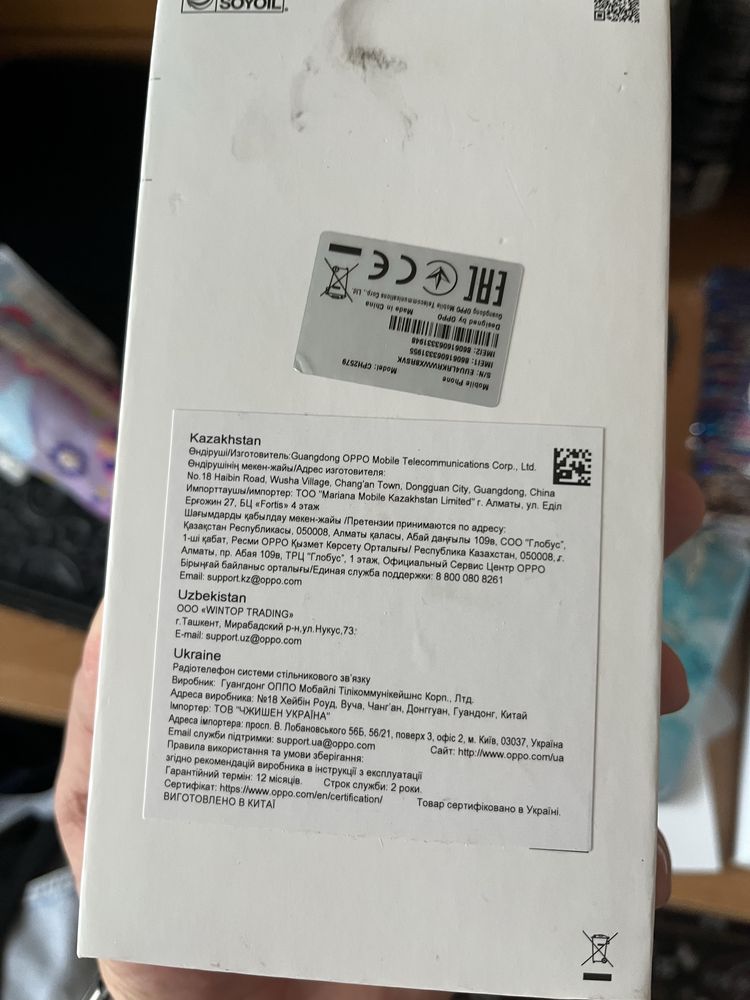 SOYOIL
Mobile Phone
Model: CPH2579
S/N: EUU4LRKRWWX8RSVK
IMEI1: 860616063331955
IMEI2: 860616063331948
Designed by OPPO Made in China
Guangdong OPPO Mobile Telecommunications Corp., Ltd.
EAC
CE
Kazakhstan
Өндіруші/Изготовитель:Guangdong OPPO Mobile Telecommunications Corp., Ltd.
Өндірушінің мекен-жайы/Адрес изготовителя:
No.18 Haibin Road, Wusha Village, Chang'an Town, Dongguan City, Guangdong, China
Импорттаушы/импортер: ТОО "Mariana Mobile Kazakhstan Limited" г. Алматы, ул. Еділ
Ерғожин 27, БЦ «Fortis» 4 этаж
Шағымдарды қабылдау мекен-жайы /Претензии принимаются по адресу:
Қазақстан Республикасы, 050008, Алматы қаласы, Абай даңғылы 109в, СОО "Глобус",
1-ші қабат, Ресми OPPO Қызмет Көрсету Орталығы/ Республика Казахстан, 050008, г.
Алматы, пр. Абая 109в, ТРЦ "Глобус", 1 этаж, Официальный Сервис Центр OPPO
Бірыңғай байланыс орталығы/Единая служба поддержки: 8 800 080 8261
Email: support.kz@oppo.com
Uzbekistan
ООО «WINTOP TRADING»
г.Ташкент, Мирабадский р-н,ул.Нукус,73.
E-mail: support.uz@oppo.com
Ukraine
Радіотелефон системи стільникового зв'язку
Виробник: Гуангдонг ОППО Мобайлі Тілікоммунікейшнс Корп., Лтд.
Адреса виробника: №18 Хейбін Роуд, Вуча, Чанг'ан, Донггуан, Гуандонг, Китай
Імпортер: ТОВ "ЧЖИШЕН УКРАЇНА"
Адреса імпортера: просп. В. Лобановського 56Б, 56/21, поверх 3, офіс 2, м. Київ, 03037, Україна
Email служби підтримки: support.ua@oppo.com Сайт: http://www.oppo.com/ua
Правила використання та умови зберігання:
згідно рекомендацій виробника в інструкції з експлуатації
Гарантійний термін: 12 місяців. Строк служби: 2 роки.
Сертифікат: https://www.oppo.com/en/certification/ Товар сертифіковано в Україні.
ВИГОТОВЛЕНО В КИТАЇ